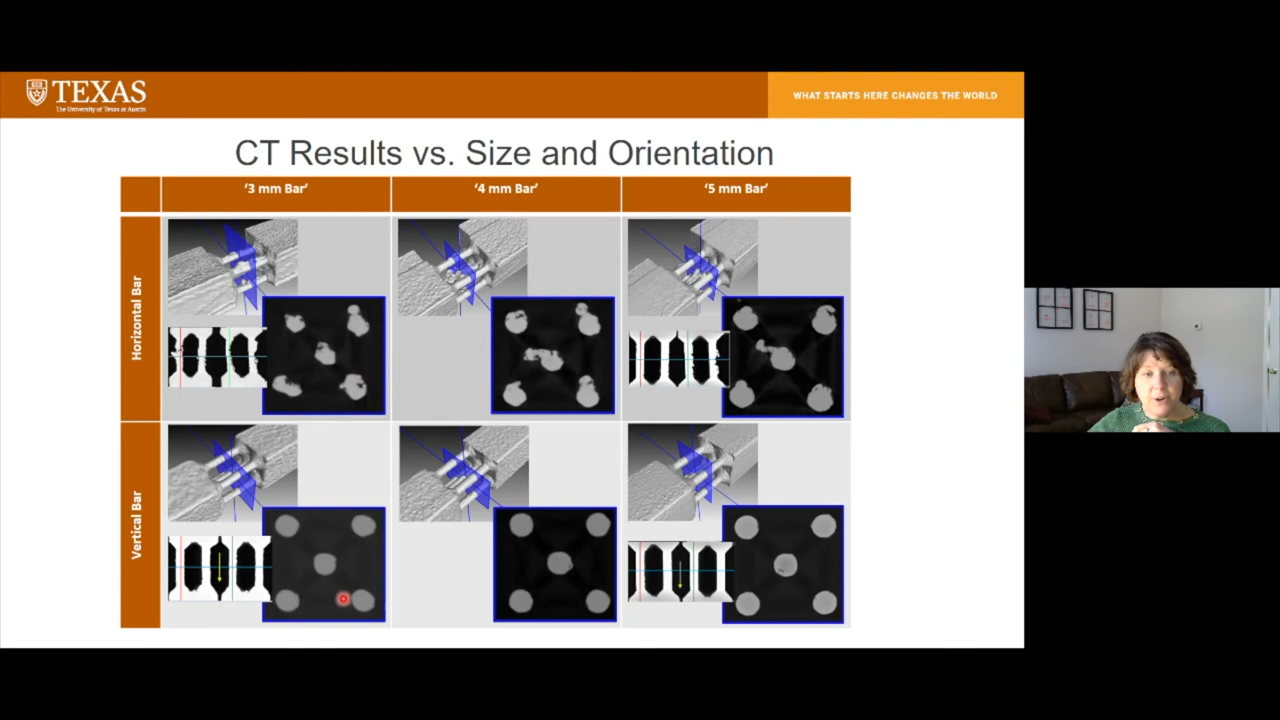 TEXAS
The University of Texas at Austin
WHAT STARTS HERE CHANGES THE WORLD
CT Results vs. Size and Orientation
‘3 mm Bar’
‘4 mm Bar’
‘5 mm Bar’
Horizontal Bar
Vertical Bar